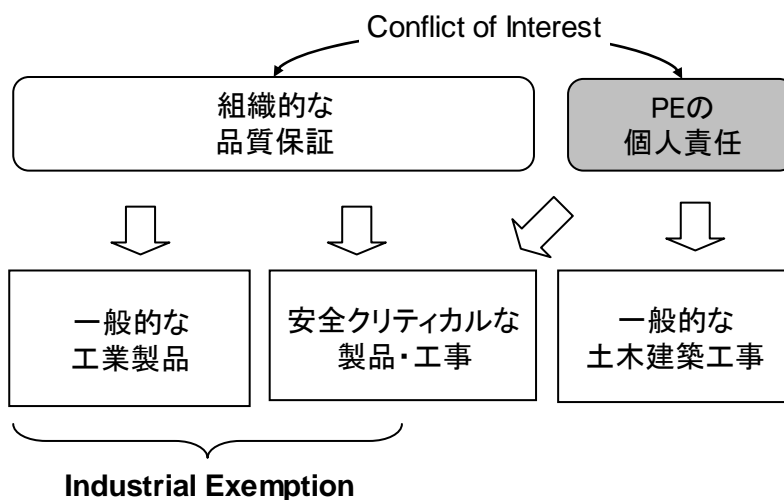 Conflict of Interest
組織的な
品質保証
PEの
個人責任
一般的な
工業製品
安全クリティカルな
製品・工事
一般的な
土木建築工事
Industrial Exemption